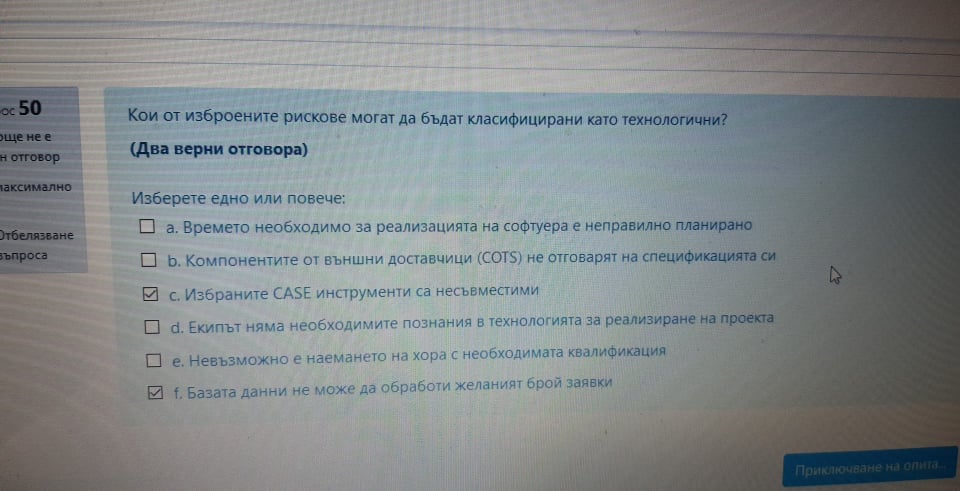 50
още не е
н отговор
максимално
Отбелязване
въпроса
Кои от изброените рискове могат да бъдат класифицирани като технологични?
(Два верни отговора)
Изберете едно или повече:
a. Времето необходимо за реализацията на софтуера е неправилно планирано
b. Компонентите от външни доставчици (COTS) не отговарят на спецификацията си
c. Избраните CASE инструменти са несъвместими
d. Екипът няма необходимите познания в технологията за реализиране на проекта
e. Невъзможно е наемането на хора с необходимата квалификация
f. Базата данни не може да обработи желаният брой заявки
Приключване на опита...